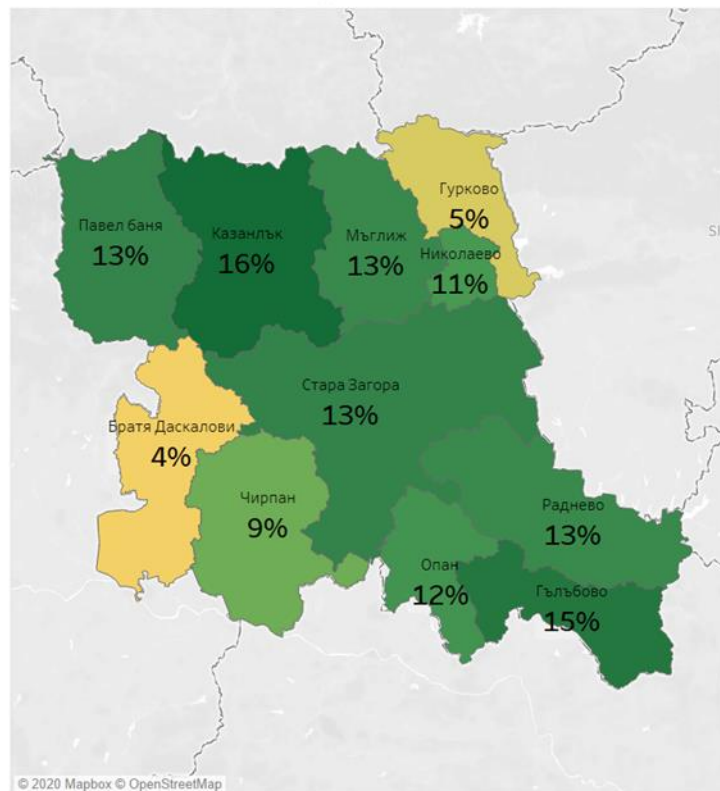 Гурково
5%
Павел баня
13%
Казанлък
16%
Мъглиж
13%
Николаево
11%
Стара Загора
13%
Братя Даскалови
4%
Чирпан
9%
Раднево
13%
Опан
12%
Гълъбово
15%
© 2020 Mapbox © OpenStreetMap